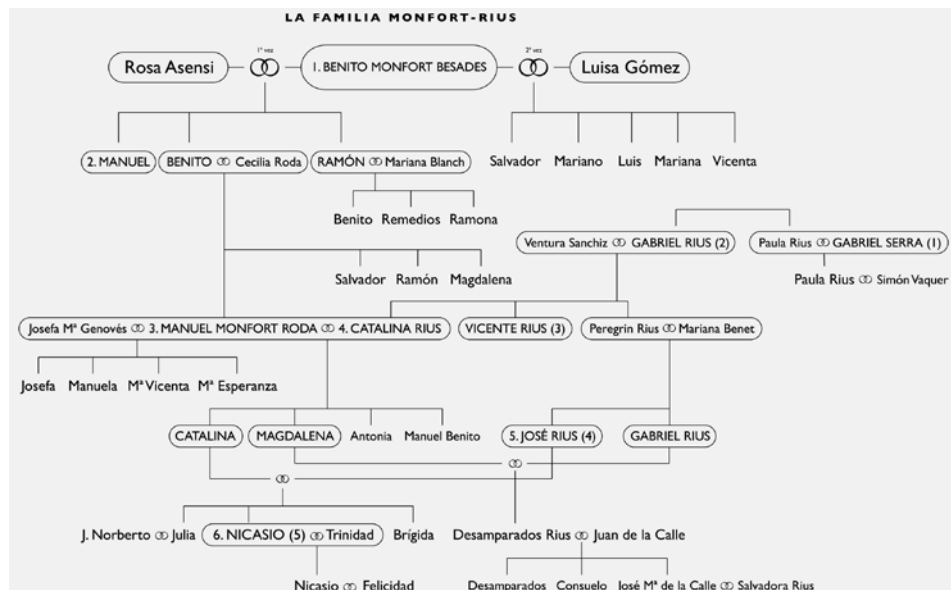 LA FAMILIA MONFORT-RIUS
1ª vez
2ª vez
Rosa Asensi
1. BENITO MONFORT BESADES
Luisa Gómez
2. MANUEL
BENITO ⚭ Cecilia Roda
RAMÓN ⚭ Mariana Blanch
Salvador Mariano Luis Mariana Vicenta
Benito Remedios Ramona
Ventura Sanchiz ⚭ GABRIEL RIUS (2)
Paula Rius ⚭ GABRIEL SERRA (1)
Salvador Ramón Magdalena
Paula Rius ⚭ Simón Vaquer
Josefa Mª Genovés ⚭ 3. MANUEL MONFORT RODA ⚭ 4. CATALINA RIUS
VICENTE RIUS (3)
Peregrin Rius ⚭ Mariana Benet
Josefa Manuela Mª Vicenta Mª Esperanza
CATALINA
MAGDALENA
Antonia
Manuel Benito
5. JOSÉ RIUS (4)
GABRIEL RIUS
J. Norberto ⚭ Julia
6. NICASIO (5) ⚭ Trinidad
Brígida
Desamparados Rius ⚭ Juan de la Calle
Nicasio ⚭ Felicidad
Desamparados Consuelo José Mª de la Calle ⚭ Salvadora Rius